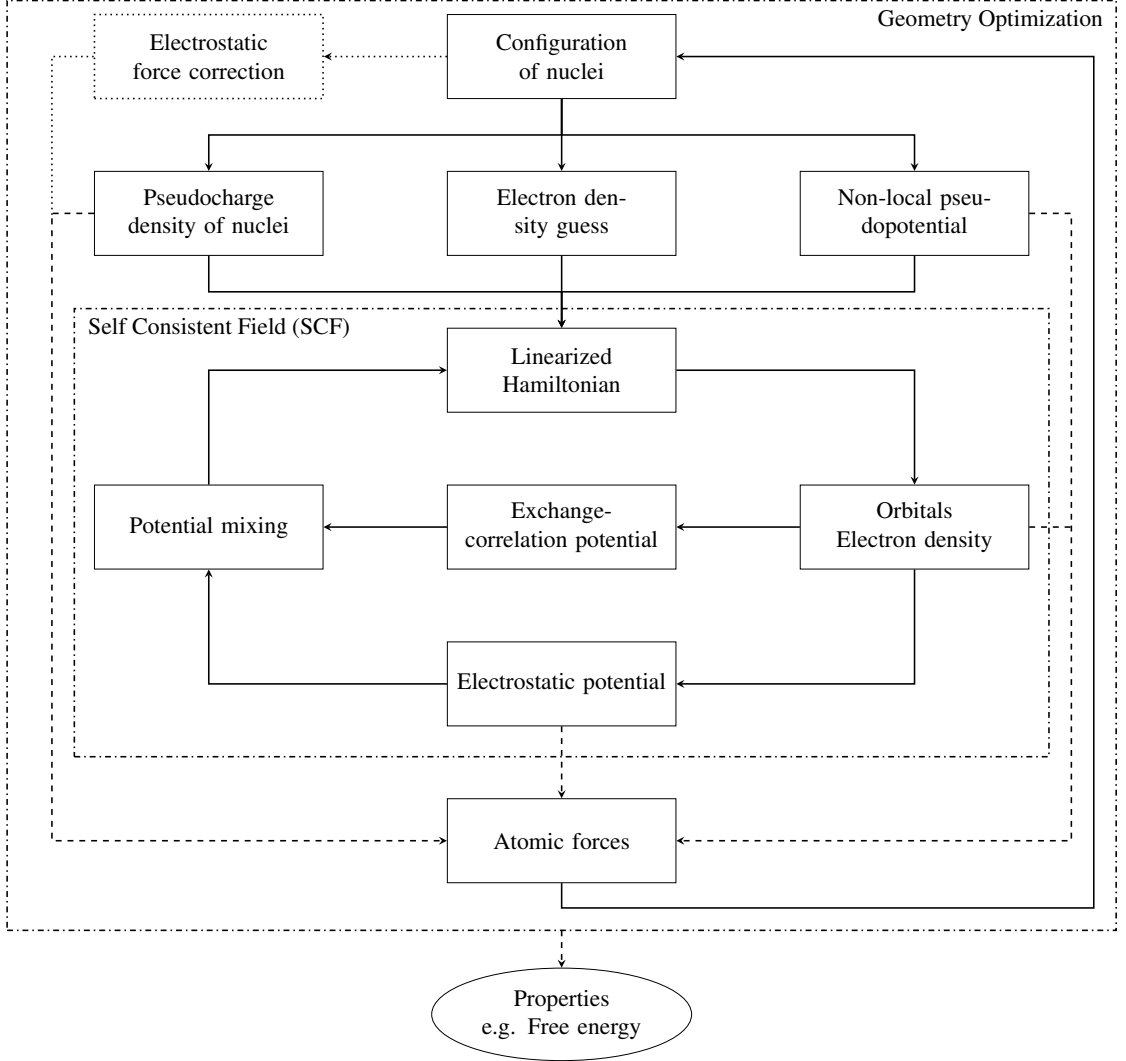 Geometry Optimization
Electrostatic
force correction
Configuration
of nuclei
Pseudocharge
density of nuclei
Electron den-
sity guess
Non-local pseu-
dopotential
Self Consistent Field (SCF)
Linearized
Hamiltonian
Potential mixing
Exchange-
correlation potential
Orbitals
Electron density
Electrostatic potential
Atomic forces
Properties
e.g. Free energy